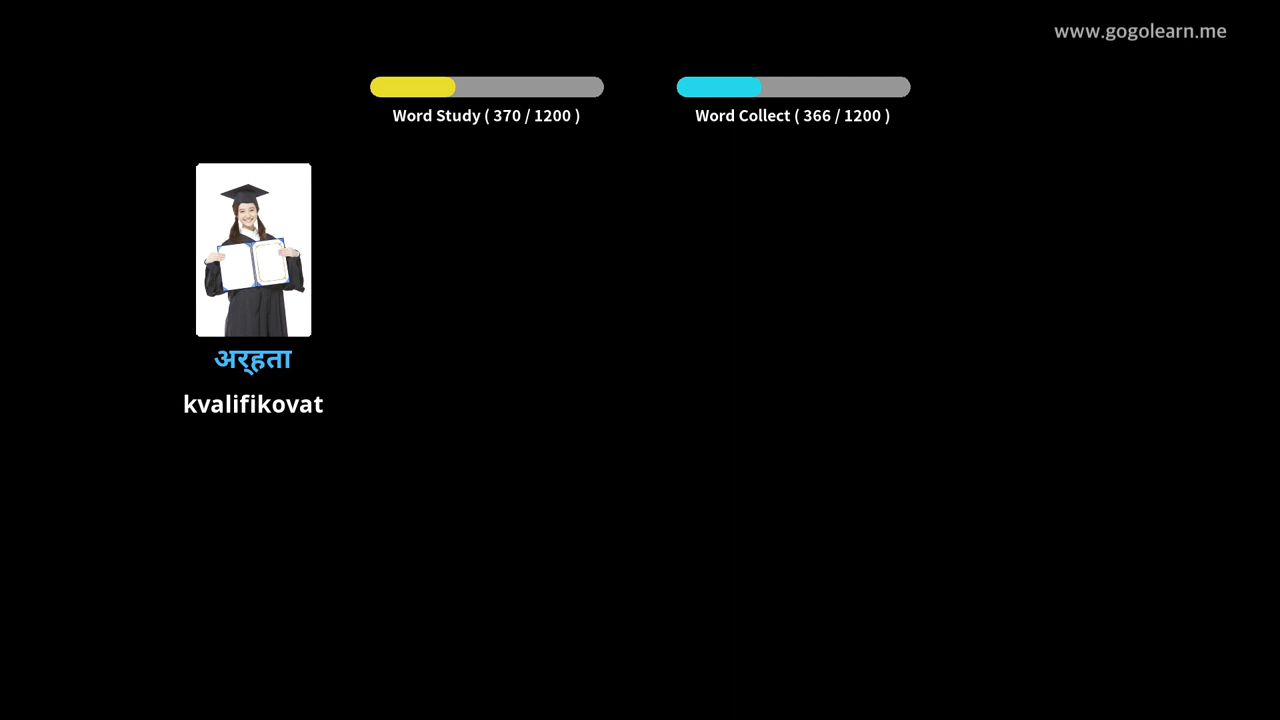 www.gogolearn.me
Word Study ( 370 / 1200 )
Word Collect ( 366 / 1200 )
अर्हता
kvalifikovat